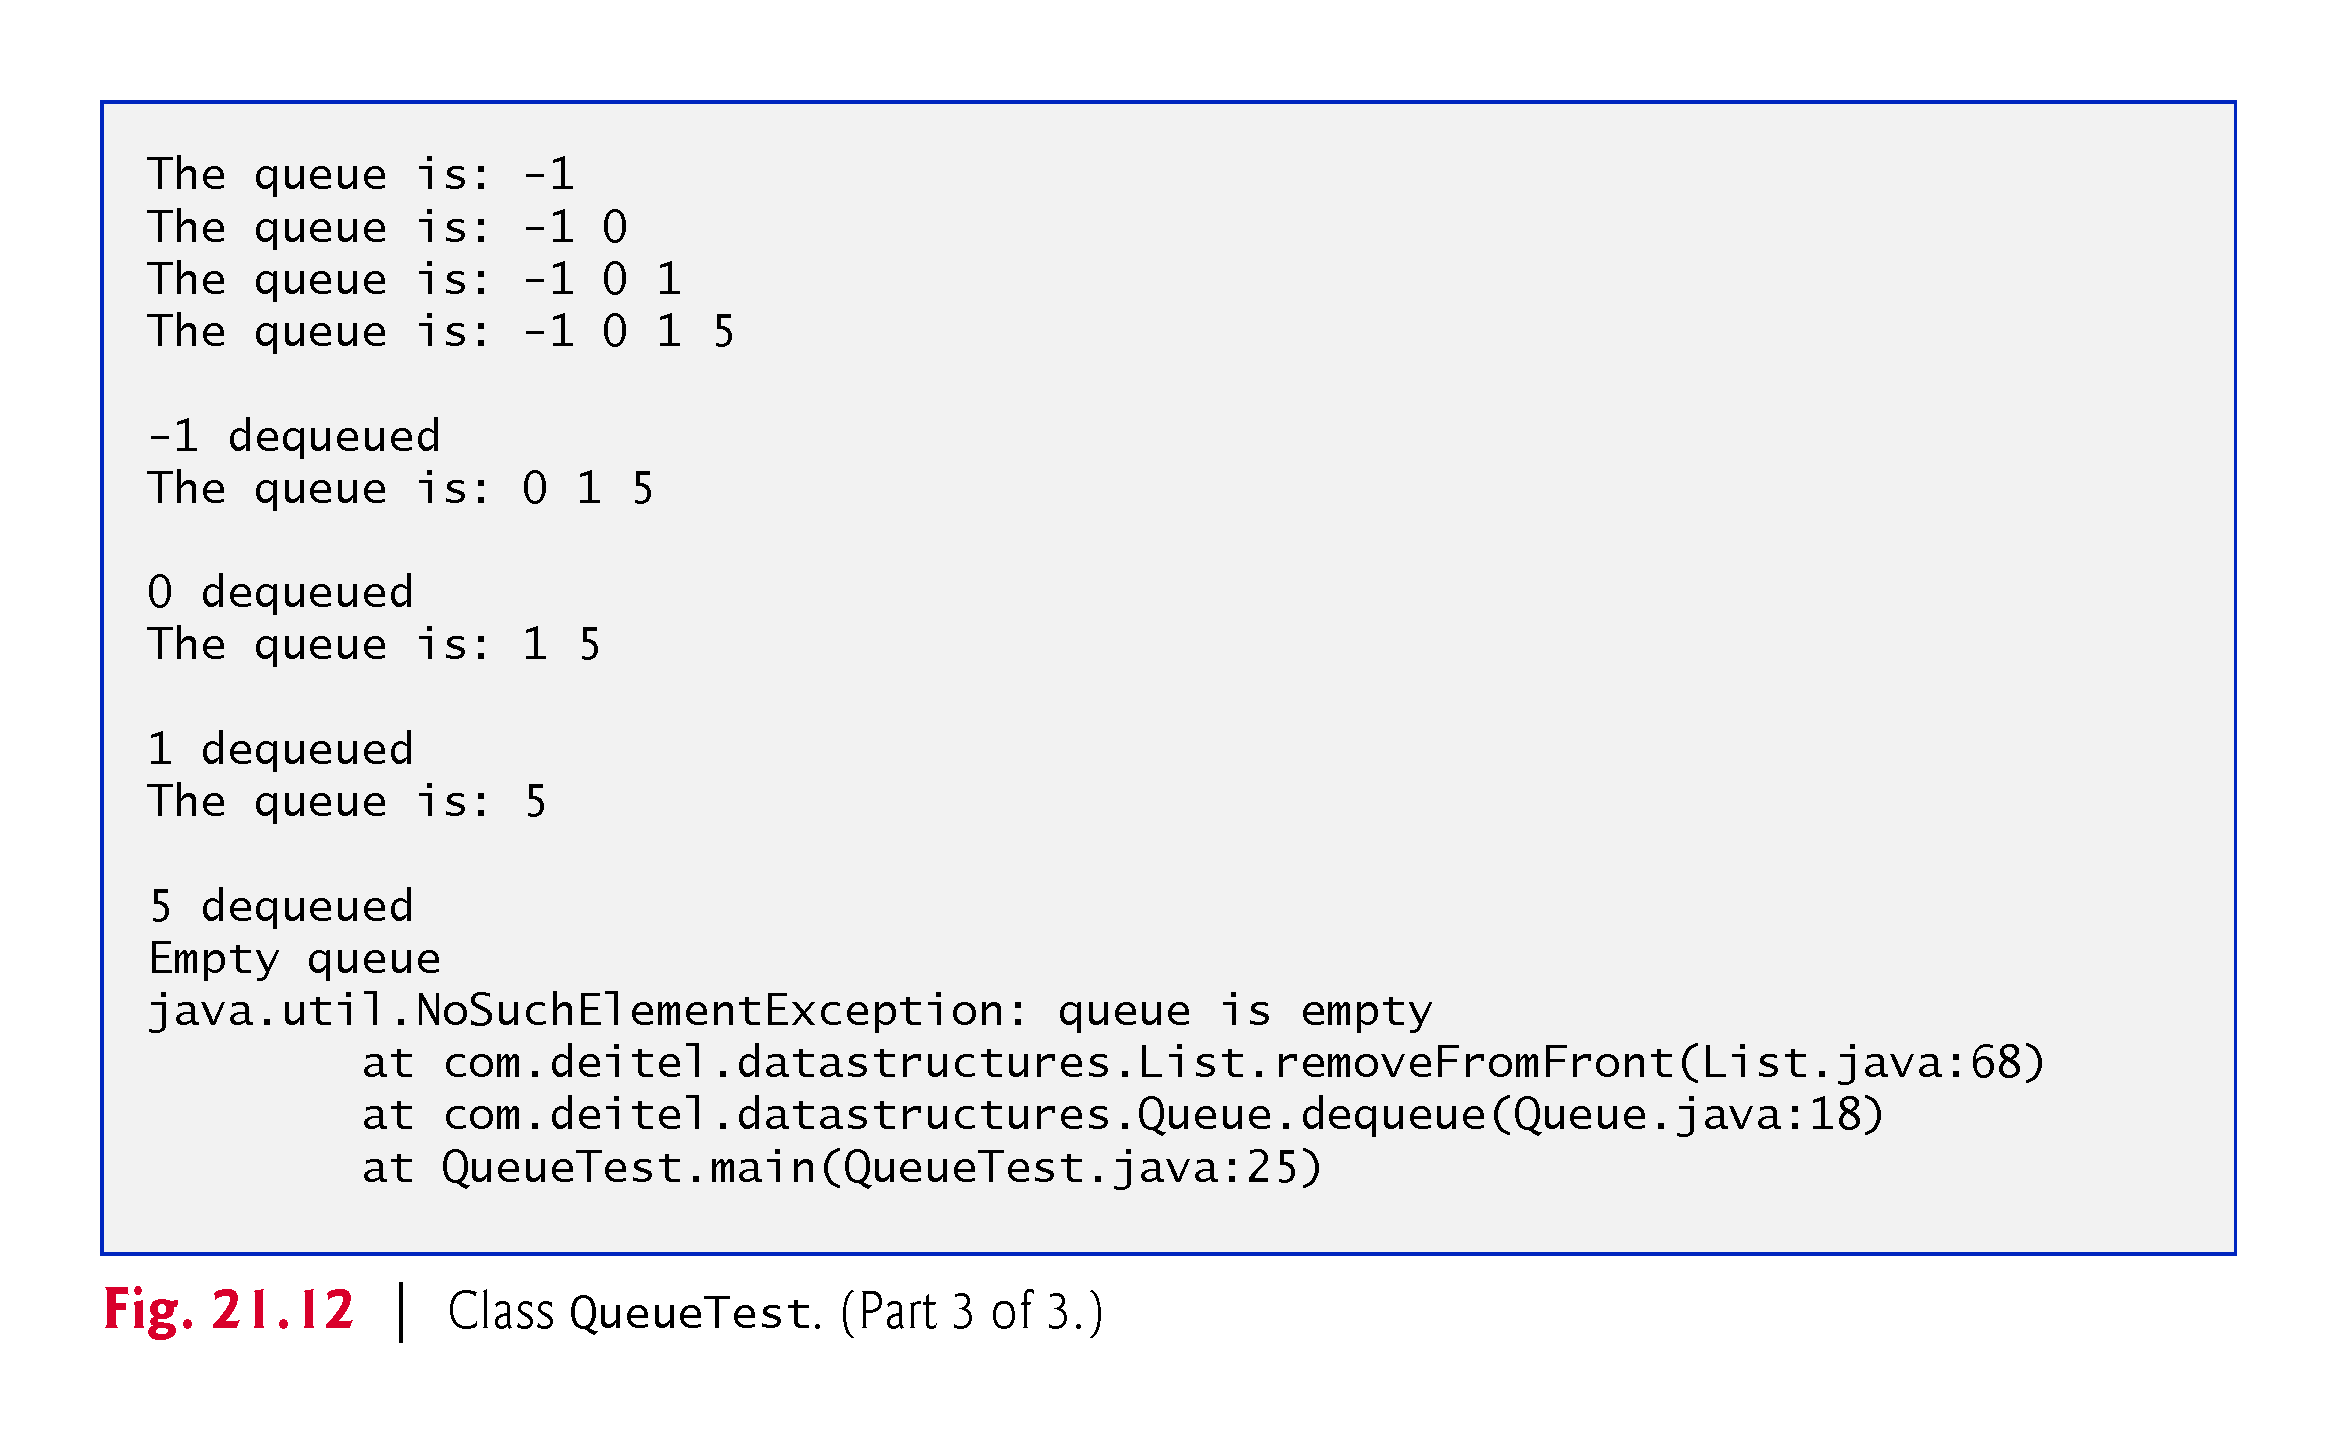 The queue is: -1
The queue is: -1 0
The queue is: -1 0 1
The queue is: -1 0 1 5
-1 dequeued
The queue is: 0 1 5
0 dequeued
The queue is: 1 5
1 dequeued
The queue is: 5
5 dequeued
Empty queue
java.util.NoSuchElementException: queue is empty
        at com.deitel.datastructures.List.removeFromFront(List.java:68)
        at com.deitel.datastructures.Queue.dequeue(Queue.java:18)
        at QueueTest.main(QueueTest.java:25)
Fig. 21.12 | Class QueueTest. (Part 3 of 3.)